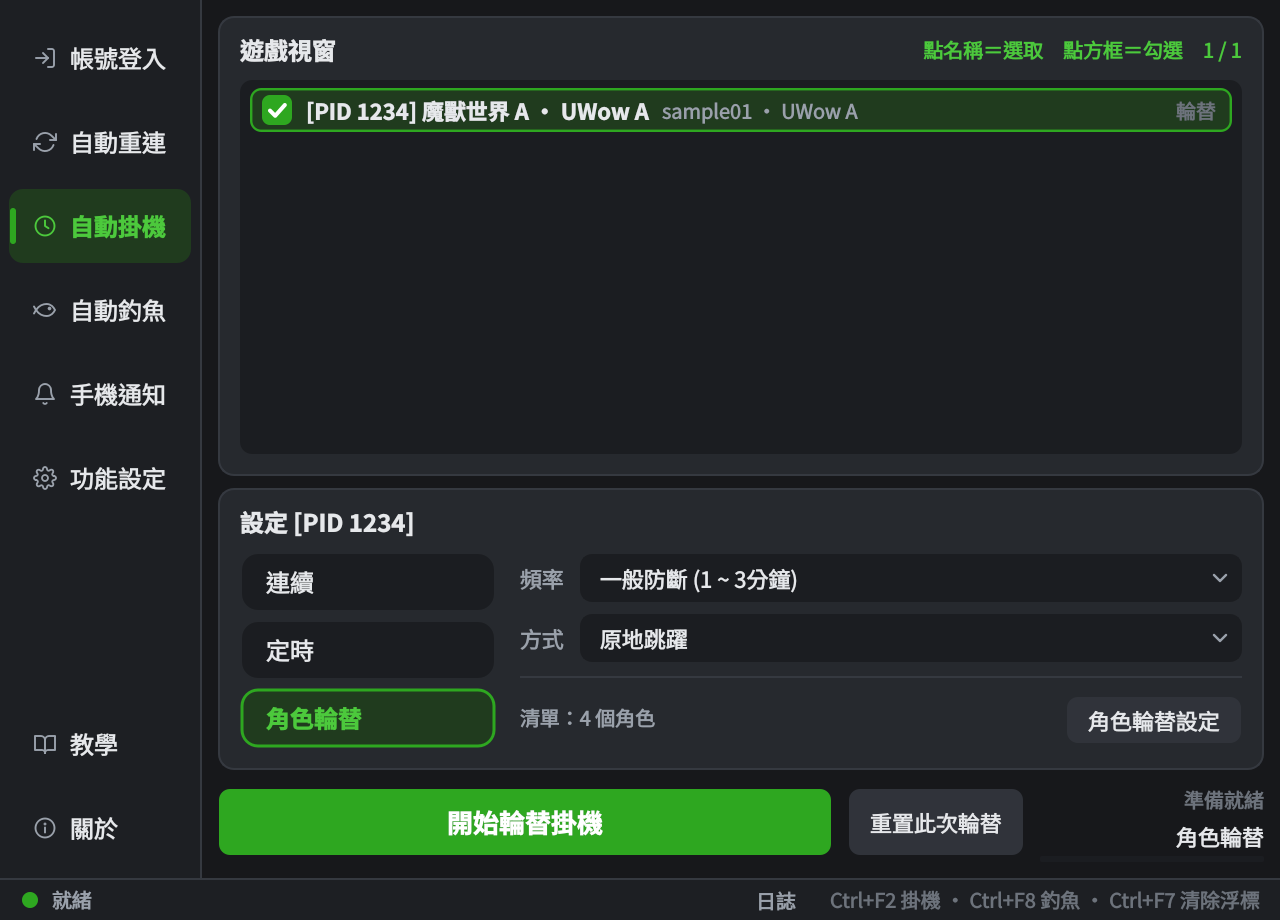 帳號登入
自動重連
自動掛機
自動釣魚
手機通知
功能設定
教學
關於
遊戲視窗
點名稱＝選取 點方框＝勾選 1 / 1
[PID 1234] 魔獸世界 A • UWow A sample01 • UWow A 輪替
設定 [PID 1234]
連續
定時
角色輪替
頻率 一般防斷 (1 ~ 3分鐘)
方式 原地跳躍
清單：4 個角色
角色輪替設定
開始輪替掛機
重置此次輪替
準備就緒
角色輪替
就緒
日誌
Ctrl+F2 掛機 • Ctrl+F8 釣魚 • Ctrl+F7 清除浮標